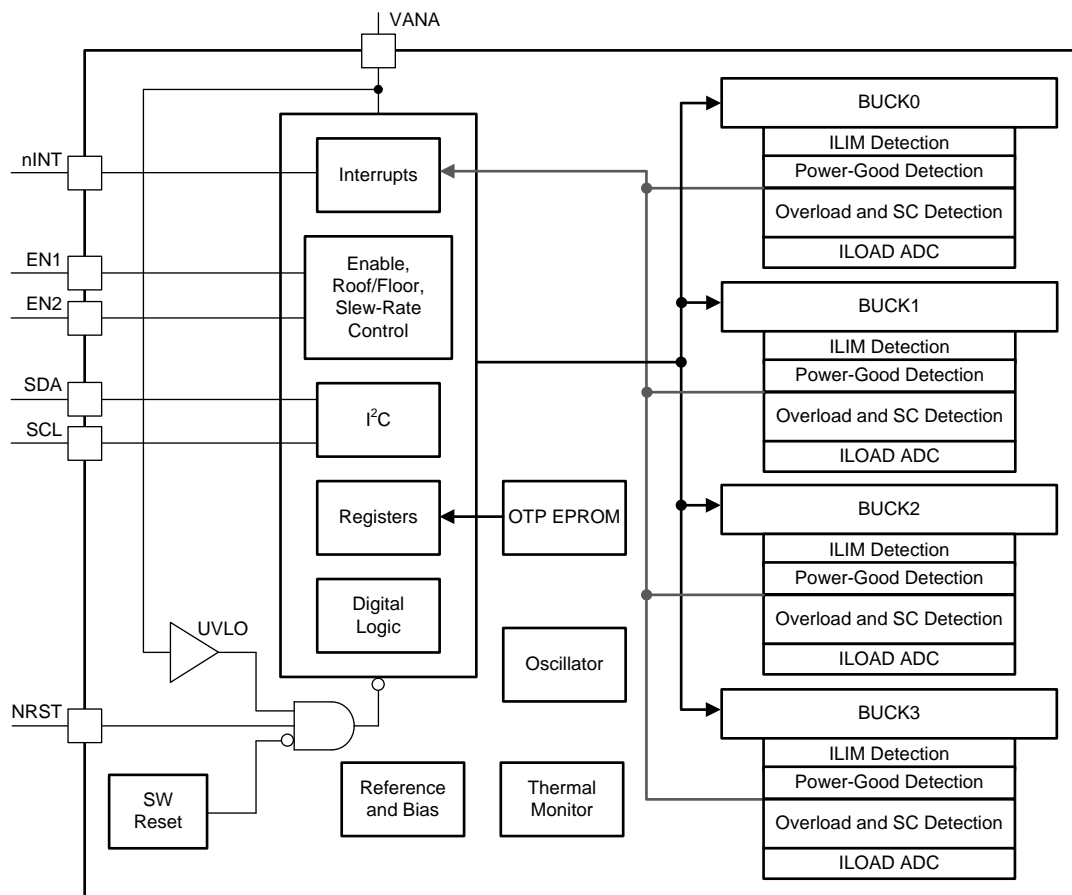 VANA
nINT
EN1
EN2
SDA
SCL
NRST
Interrupts
Enable,
Roof/Floor,
Slew-Rate
Control
I²C
Registers
Digital
Logic
UVLO
SW
Reset
OTP EPROM
Oscillator
Reference
and Bias
Thermal
Monitor
BUCK0
ILIM Detection
Power-Good Detection
Overload and SC Detection
ILOAD ADC
BUCK1
ILIM Detection
Power-Good Detection
Overload and SC Detection
ILOAD ADC
BUCK2
ILIM Detection
Power-Good Detection
Overload and SC Detection
ILOAD ADC
BUCK3
ILIM Detection
Power-Good Detection
Overload and SC Detection
ILOAD ADC